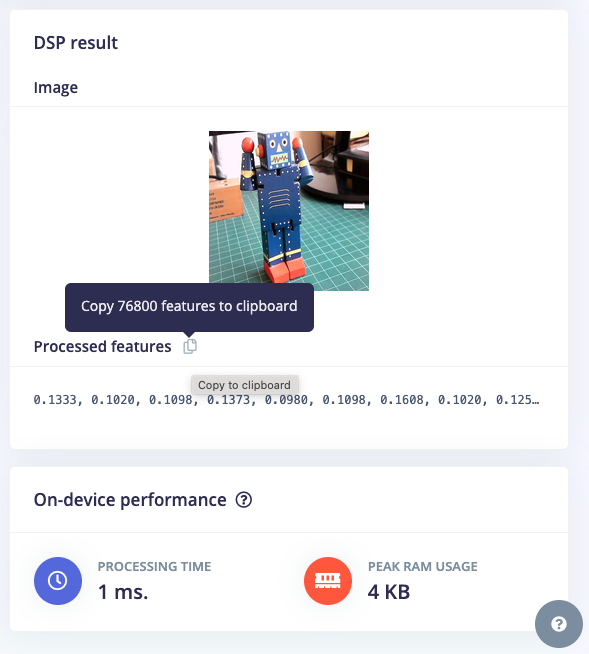 DSP result
Image
Copy 76800 features to clipboard
Processed features
Copy to clipboard
0.1333, 0.1020, 0.1098, 0.1373, 0.0980, 0.1098, 0.1608, 0.1020, 0.125…
On-device performance ?
PROCESSING TIME
1 ms.
PEAK RAM USAGE
4 KB
?